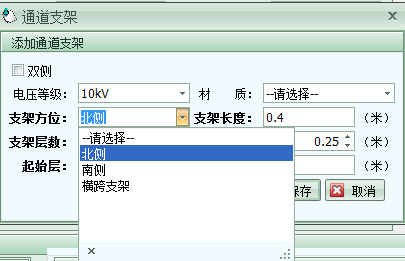 通道支架
添加通道支架
双侧
电压等级： 10kV 材 质： --请选择--
支架方位： 北侧 支架长度： 0.4 （米）
支架层数： --请选择-- 0.25 （米）
北侧
起始层： 南侧 （米）
横跨支架
保存 取消